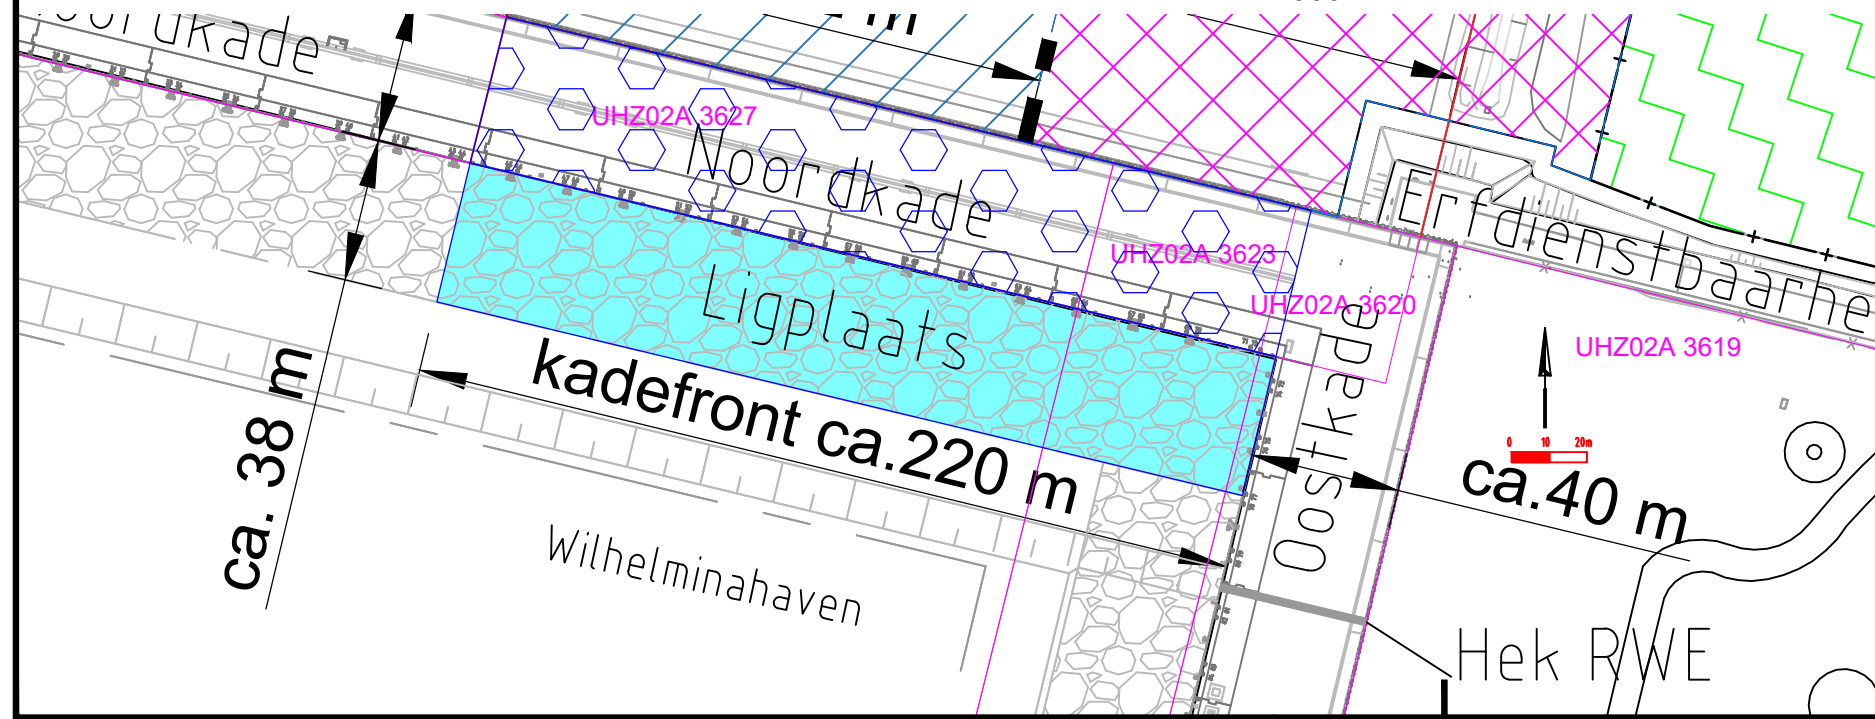 Noordkade
m
UHZ02A 3627
Noordkade
Erfdienstbaarhe
UHZ02A 3623
UHZ02A 3620
UHZ02A 3619
Ligplaats
kadefront ca.220 m
ca. 38 m
Oostkade
0 10 20m
ca.40 m
Wilhelminahaven
Hek RWE